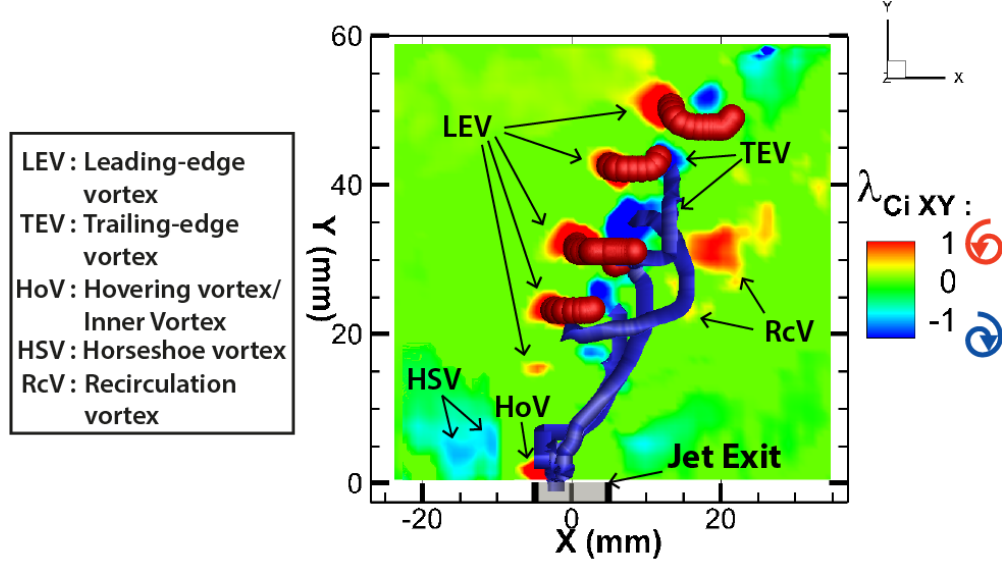 LEV : Leading-edge
vortex
TEV : Trailing-edge
vortex
HoV : Hovering vortex/
Inner Vortex
HSV : Horseshoe vortex
RcV : Recirculation
vortex
60
40
20
0
Y (mm)
-20
0
20
X (mm)
LEV
TEV
RcV
HSV
HoV
Jet Exit
Y
Z
X
λCi XY :
1
0
-1